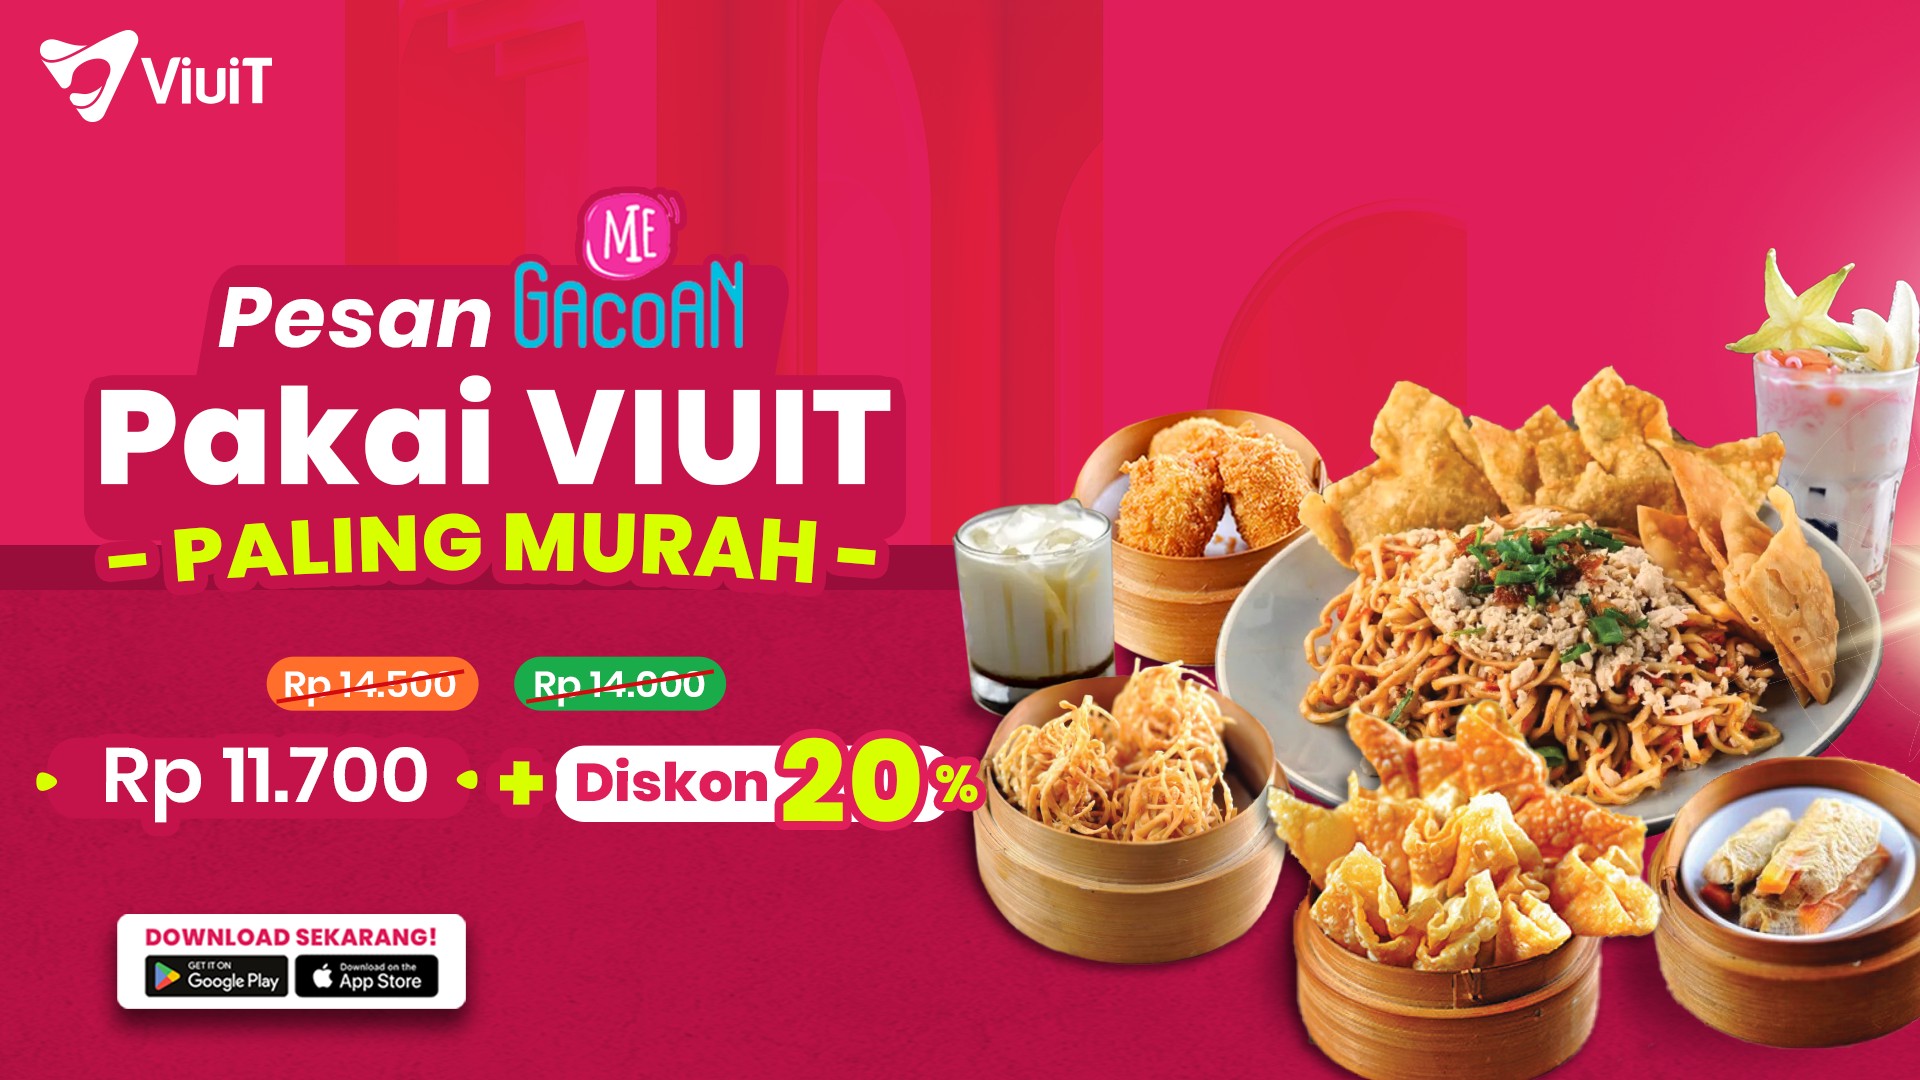 ViuiT
MIE
Pesan GACOAN
Pakai VIUIT
- PALING MURAH -
Rp 14.500 Rp 14.000
Rp 11.700 + Diskon 20%
DOWNLOAD SEKARANG!
GET IT ON
Google Play
Download on the
App Store